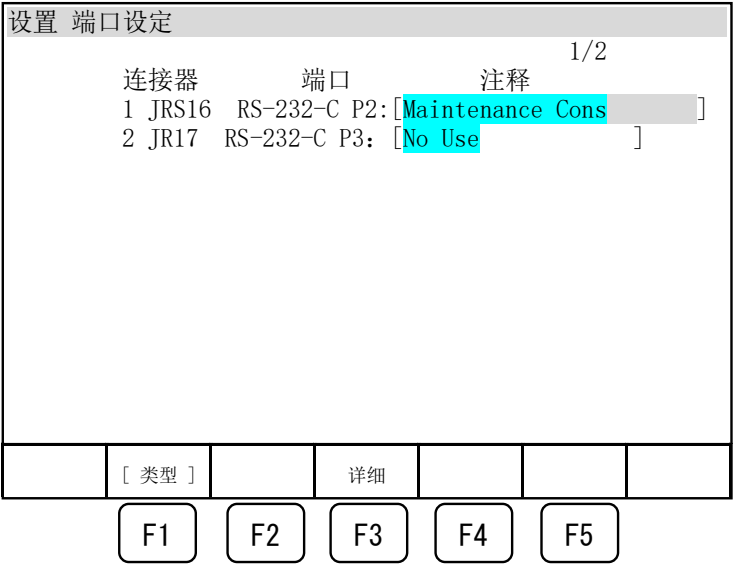 设置 端口设定
1/2
连接器 端口 注释
1 JRS16 RS-232-C P2:[Maintenance Cons ]
2 JR17 RS-232-C P3：[No Use ]
[ 类型 ] 详细
F1 F2 F3 F4 F5